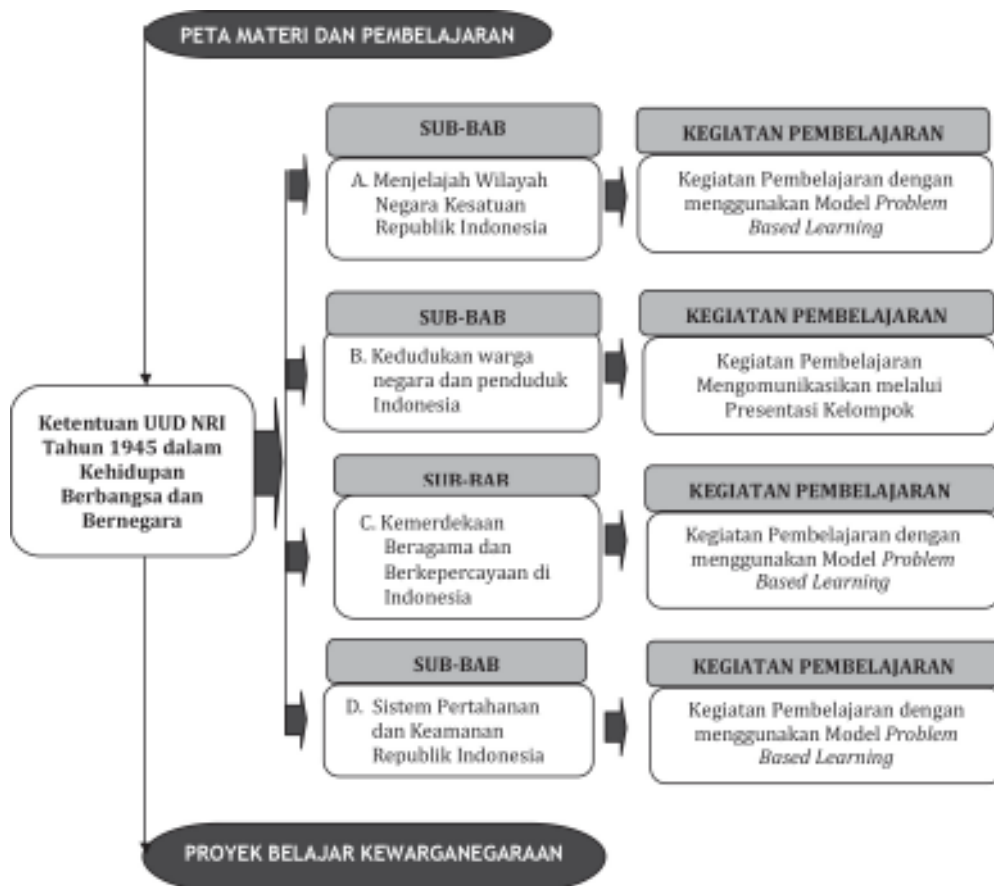 PETA MATERI DAN PEMBELAJARAN
SUB-BAB
A. Menjelajah Wilayah
Negara Kesatuan
Republik Indonesia
KEGIATAN PEMBELAJARAN
Kegiatan Pembelajaran dengan
menggunakan Model Problem
Based Learning
SUB-BAB
B. Kedudukan warga
negara dan penduduk
Indonesia
KEGIATAN PEMBELAJARAN
Kegiatan Pembelajaran
Mengomunikasikan melalui
Presentasi Kelompok
Ketentuan UUD NRI
Tahun 1945 dalam
Kehidupan
Berbangsa dan
Bernegara
SUB-BAB
C. Kemerdekaan
Beragama dan
Berkepercayaan di
Indonesia
KEGIATAN PEMBELAJARAN
Kegiatan Pembelajaran dengan
menggunakan Model Problem
Based Learning
SUB-BAB
D. Sistem Pertahanan
dan Keamanan
Republik Indonesia
KEGIATAN PEMBELAJARAN
Kegiatan Pembelajaran dengan
menggunakan Model Problem
Based Learning
PROYEK BELAJAR KEWARGANEGARAAN